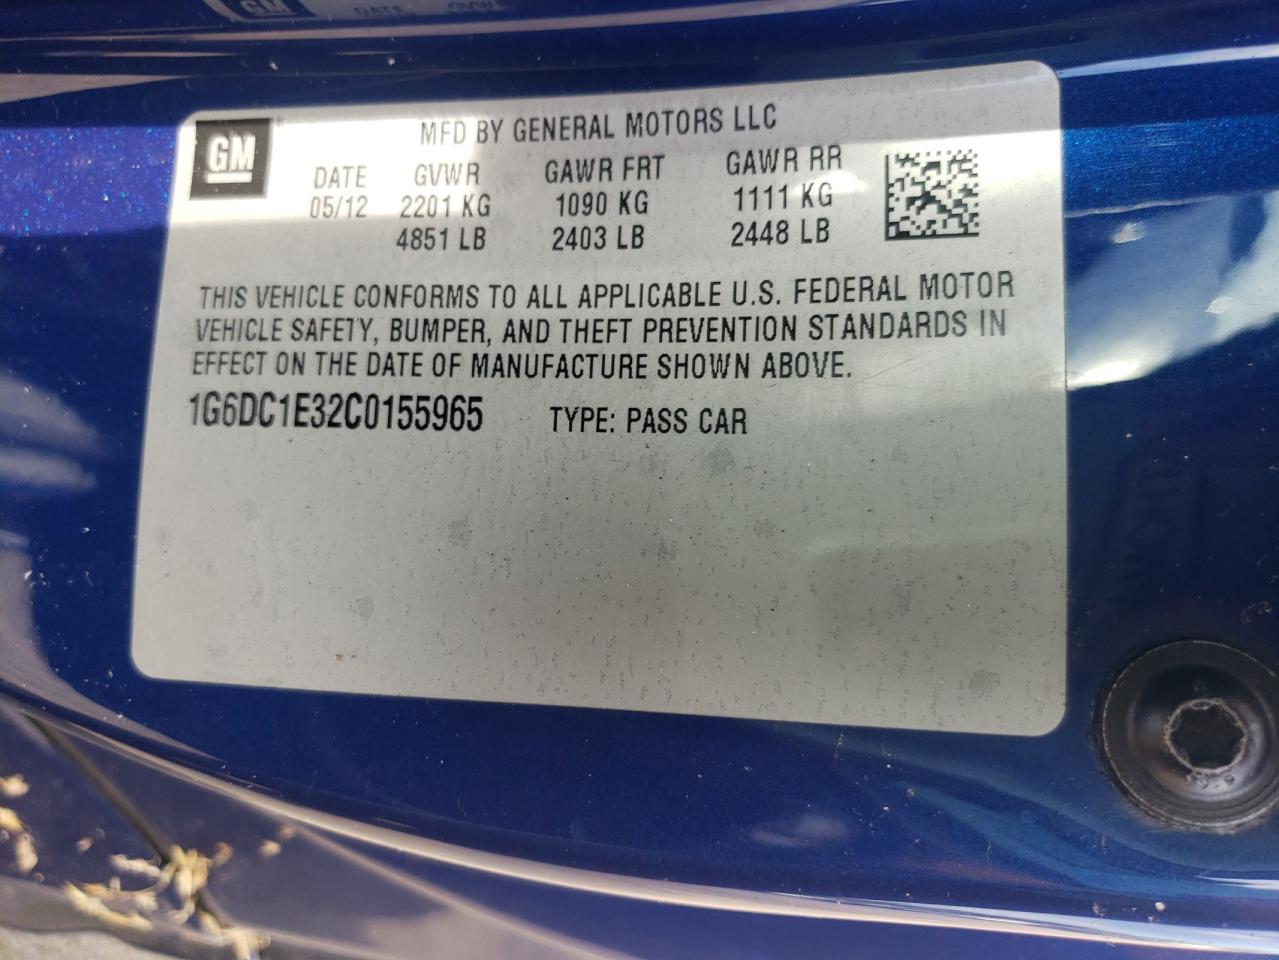 GM
MFD BY GENERAL MOTORS LLC
DATE GVWR GAWR FRT GAWR RR
05/12 2201 KG 1090 KG 1111 KG
4851 LB 2403 LB 2448 LB
THIS VEHICLE CONFORMS TO ALL APPLICABLE U.S. FEDERAL MOTOR
VEHICLE SAFETY, BUMPER, AND THEFT PREVENTION STANDARDS IN
EFFECT ON THE DATE OF MANUFACTURE SHOWN ABOVE.
1G6DC1E32C0155965 TYPE: PASS CAR